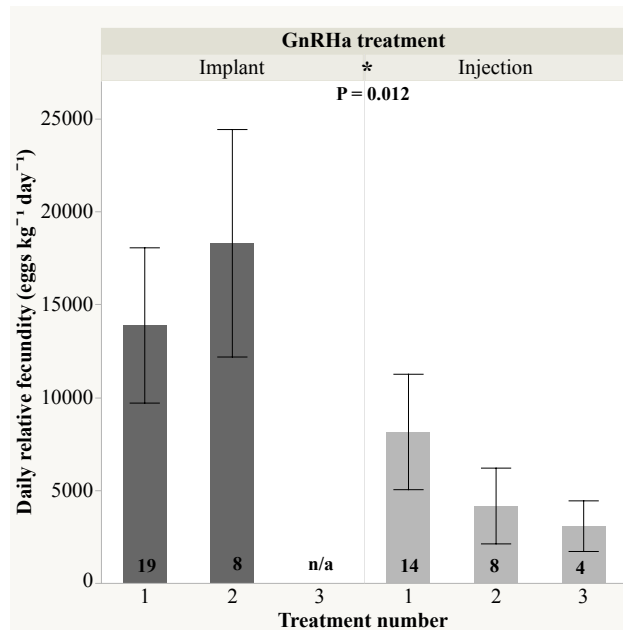 GnRHa treatment
Implant * Injection
P = 0.012
Daily relative fecundity (eggs kg⁻¹ day⁻¹)
25000
20000
15000
10000
5000
0
19 8 n/a 14 8 4
1 2 3 1 2 3
Treatment number